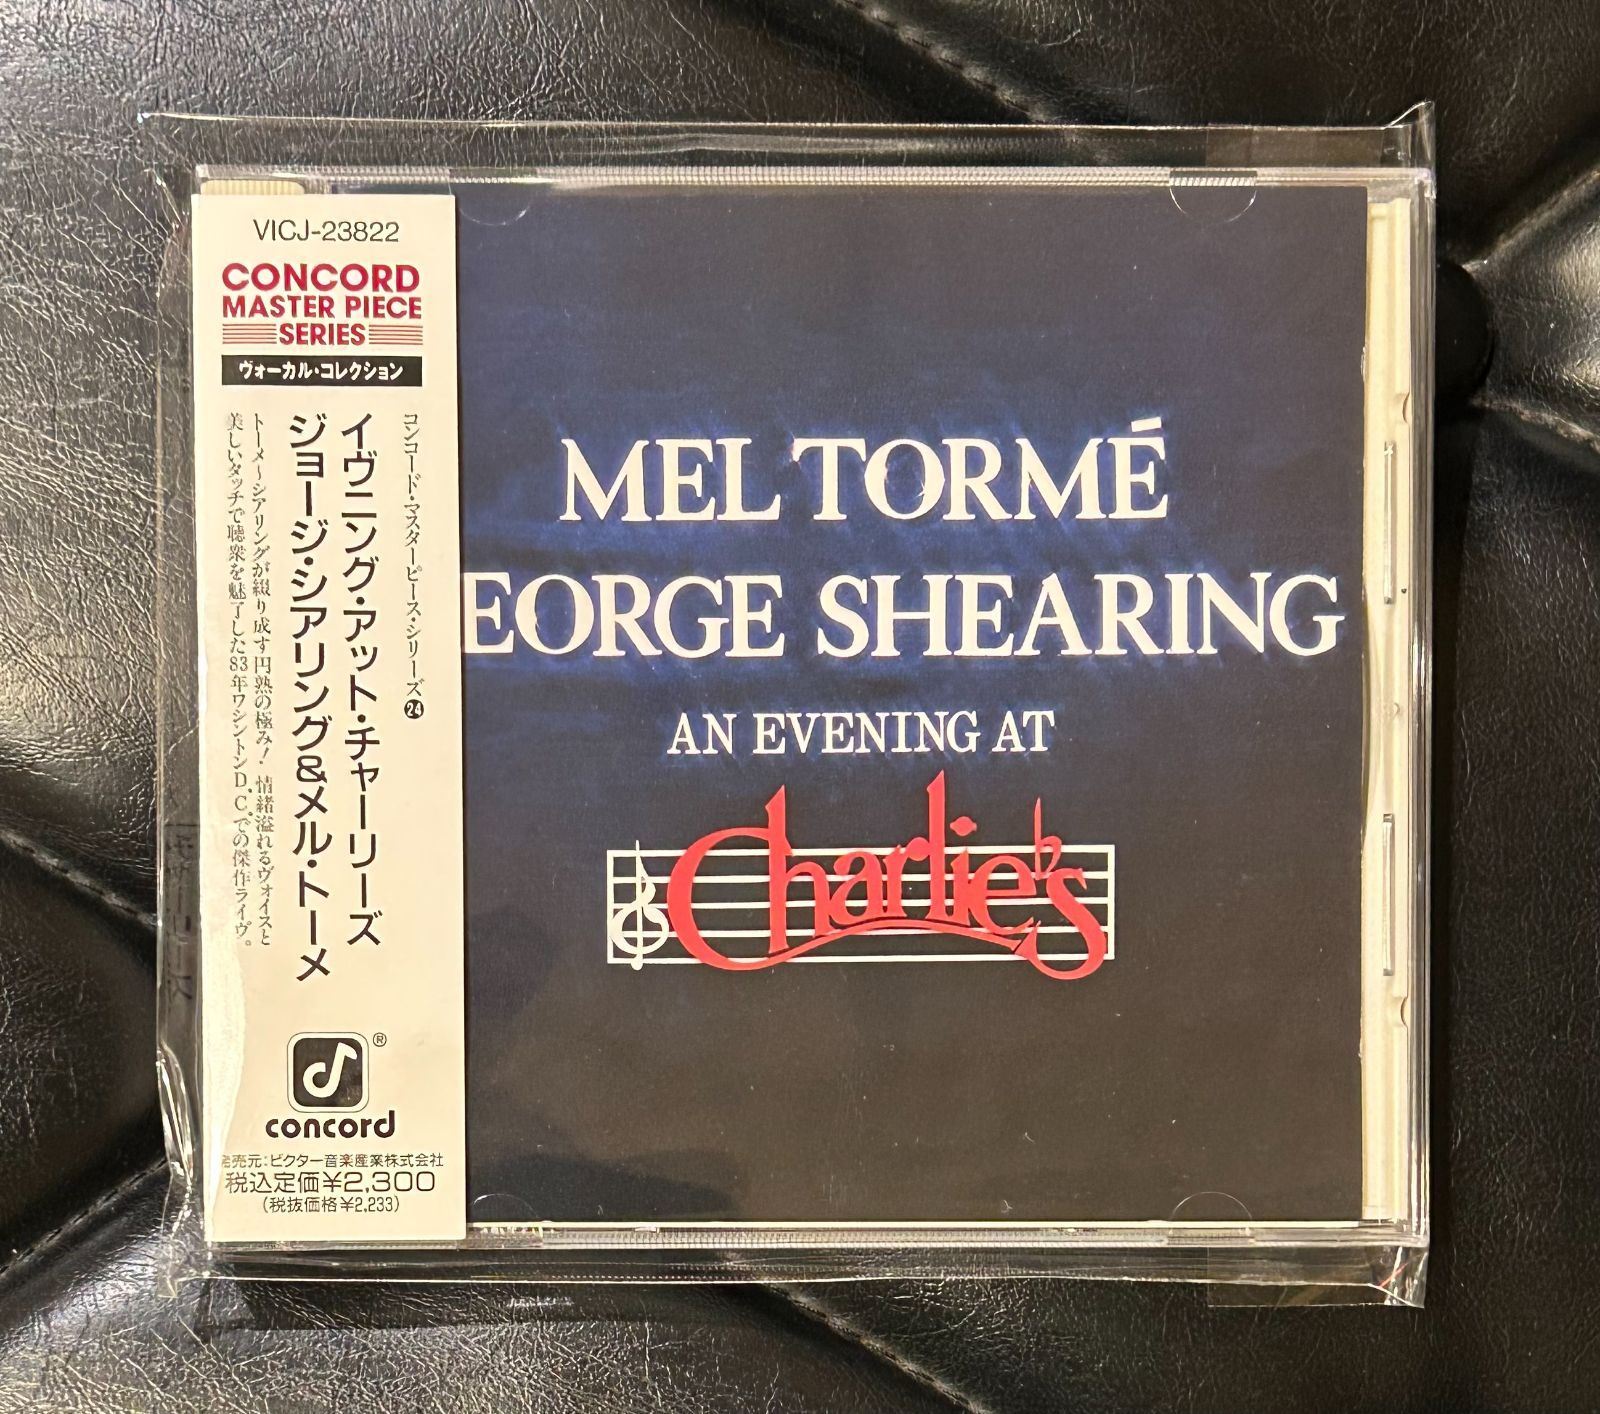 VICJ-23822
CONCORD
MASTER PIECE
SERIES
ヴォーカル・コレクション
コンコード・マスターピース・シリーズ㉔
イヴニング・アット・チャーリーズ
ジョージ・シアリング&メル・トーメ
トーメ〜シアリングが綴り成す円熟の極み! 情緒溢れるヴォイスと
美しいタッチで聴衆を魅了した83年ワシントンD.C.での傑作ライヴ。
®
concord
発売元:ビクター音楽産業株式会社
税込定価¥2,300
(税抜価格¥2,233)
MEL TORMÉ
EORGE SHEARING
AN EVENING AT
Charlie's